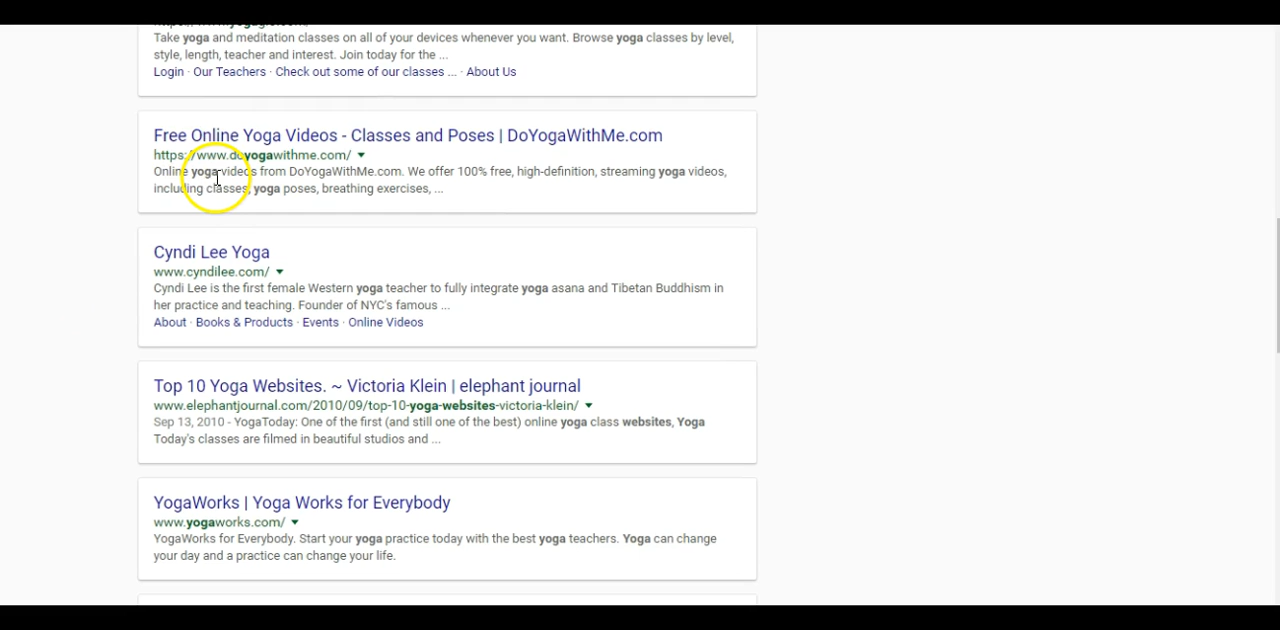 Take yoga and meditation classes on all of your devices whenever you want. Browse yoga classes by level,
style, length, teacher and interest. Join today for the ...
Login · Our Teachers · Check out some of our classes ... · About Us
Free Online Yoga Videos - Classes and Poses | DoYogaWithMe.com
https://www.doyogawithme.com/
Online yoga videos from DoYogaWithMe.com. We offer 100% free, high-definition, streaming yoga videos,
including classes, yoga poses, breathing exercises, ...
Cyndi Lee Yoga
www.cyndilee.com/
Cyndi Lee is the first female Western yoga teacher to fully integrate yoga asana and Tibetan Buddhism in
her practice and teaching. Founder of NYC's famous ...
About · Books & Products · Events · Online Videos
Top 10 Yoga Websites. ~ Victoria Klein | elephant journal
www.elephantjournal.com/2010/09/top-10-yoga-websites-victoria-klein/
Sep 13, 2010 - YogaToday: One of the first (and still one of the best) online yoga class websites, Yoga
Today's classes are filmed in beautiful studios and ...
YogaWorks | Yoga Works for Everybody
www.yogaworks.com/
YogaWorks for Everybody. Start your yoga practice today with the best yoga teachers. Yoga can change
your day and a practice can change your life.